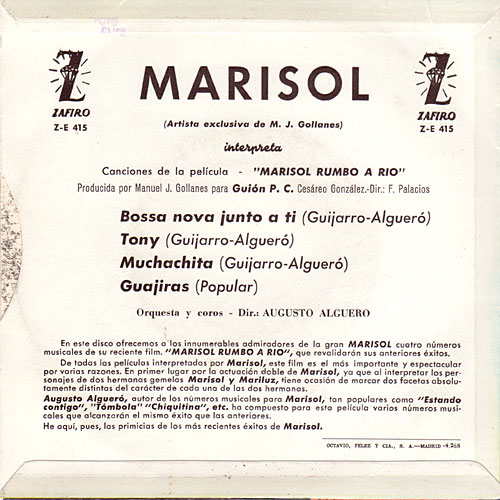 ZAFIRO
Z-E 415
MARISOL
ZAFIRO
Z-E 415
(Artista exclusiva de M. J. Gollanes)
interpreta
Canciones de la película - "MARISOL RUMBO A RIO"
Producida por Manuel J. Gollanes para Guión P. C. Cesáreo González.-Dir.: F. Palacios
Bossa nova junto a ti (Guijarro-Algueró)
Tony (Guijarro-Algueró)
Muchachita (Guijarro-Algueró)
Guajiras (Popular)
Orquesta y coros - Dir.: AUGUSTO ALGUERO
En este disco ofrecemos a los innumerables admiradores de la gran MARISOL cuatro números
musicales de su reciente film. "MARISOL RUMBO A RIO", que revalidarán sus anteriores éxitos.
De todas las películas interpretadas por Marisol, este film es el más importante y espectacular
por varias razones. En primer lugar por la actuación doble de Marisol, ya que al interpretar los per-
sonajes de dos hermanas gemelas Marisol y Mariluz, tiene ocasión de marcar dos facetas absolu-
tamente distintas del carácter de cada una de las dos hermanas.
Augusto Algueró, autor de los números musicales para Marisol, tan populares como "Estando
contigo", "Tómbola" "Chiquitina", etc. ha compuesto para esta película varios números musi-
cales que alcanzarán el mismo éxito que las anteriores.
He aquí, pues, las primicias de los más recientes éxitos de Marisol.
OCTAVIO, FELEZ Y CIA., S. A.—MADRID